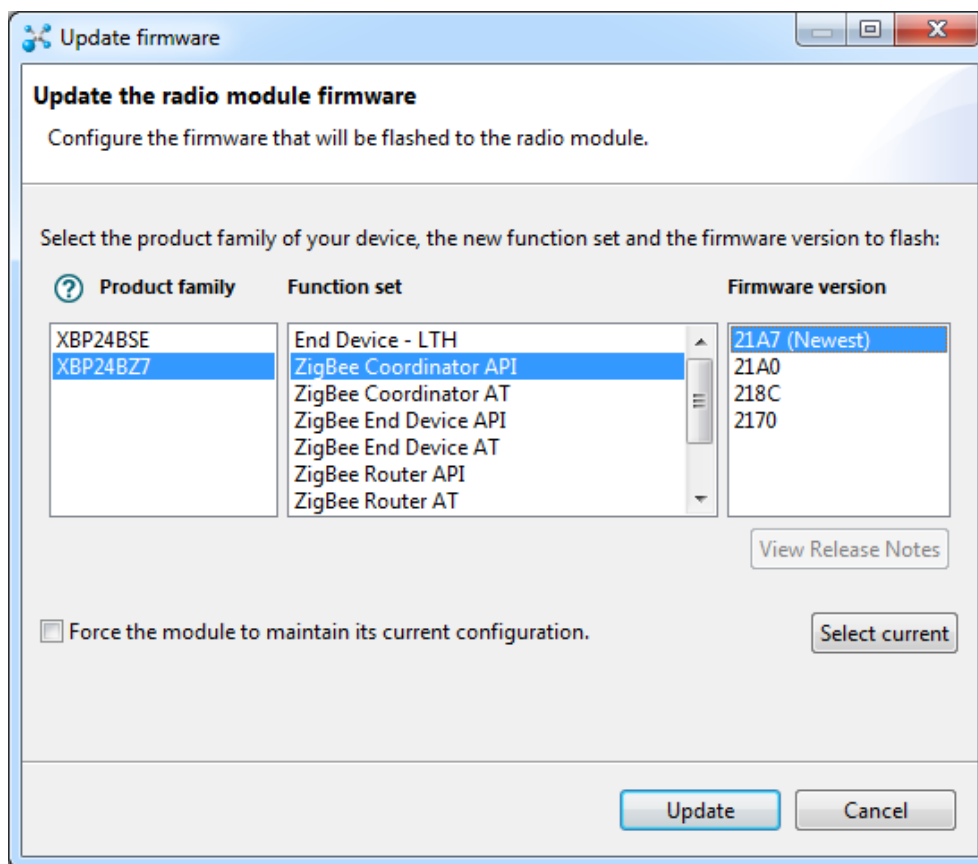 Update firmware
Update the radio module firmware
Configure the firmware that will be flashed to the radio module.
Select the product family of your device, the new function set and the firmware version to flash:
? Product family Function set Firmware version
XBP24BSE
XBP24BZ7
End Device - LTH
ZigBee Coordinator API
ZigBee Coordinator AT
ZigBee End Device API
ZigBee End Device AT
ZigBee Router API
ZigBee Router AT
21A7 (Newest)
21A0
218C
2170
View Release Notes
Force the module to maintain its current configuration.
Select current
Update
Cancel